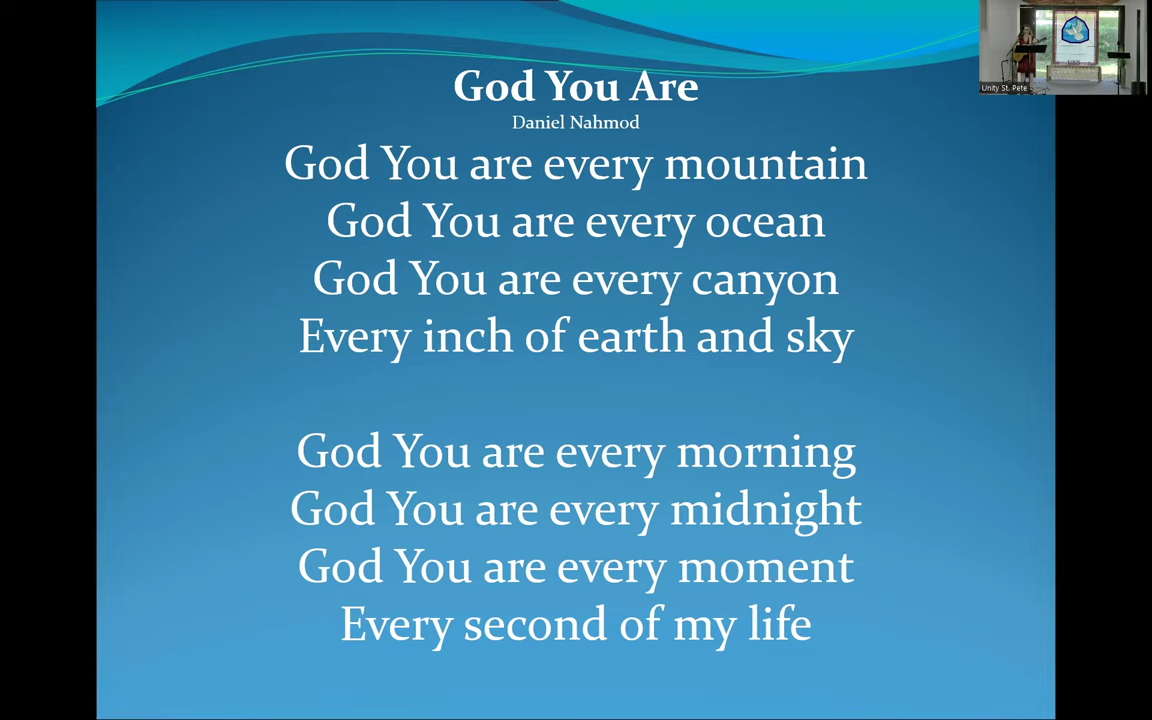 God You Are
Daniel Nahmod
God You are every mountain
God You are every ocean
God You are every canyon
Every inch of earth and sky
God You are every morning
God You are every midnight
God You are every moment
Every second of my life
Unity St. Pete